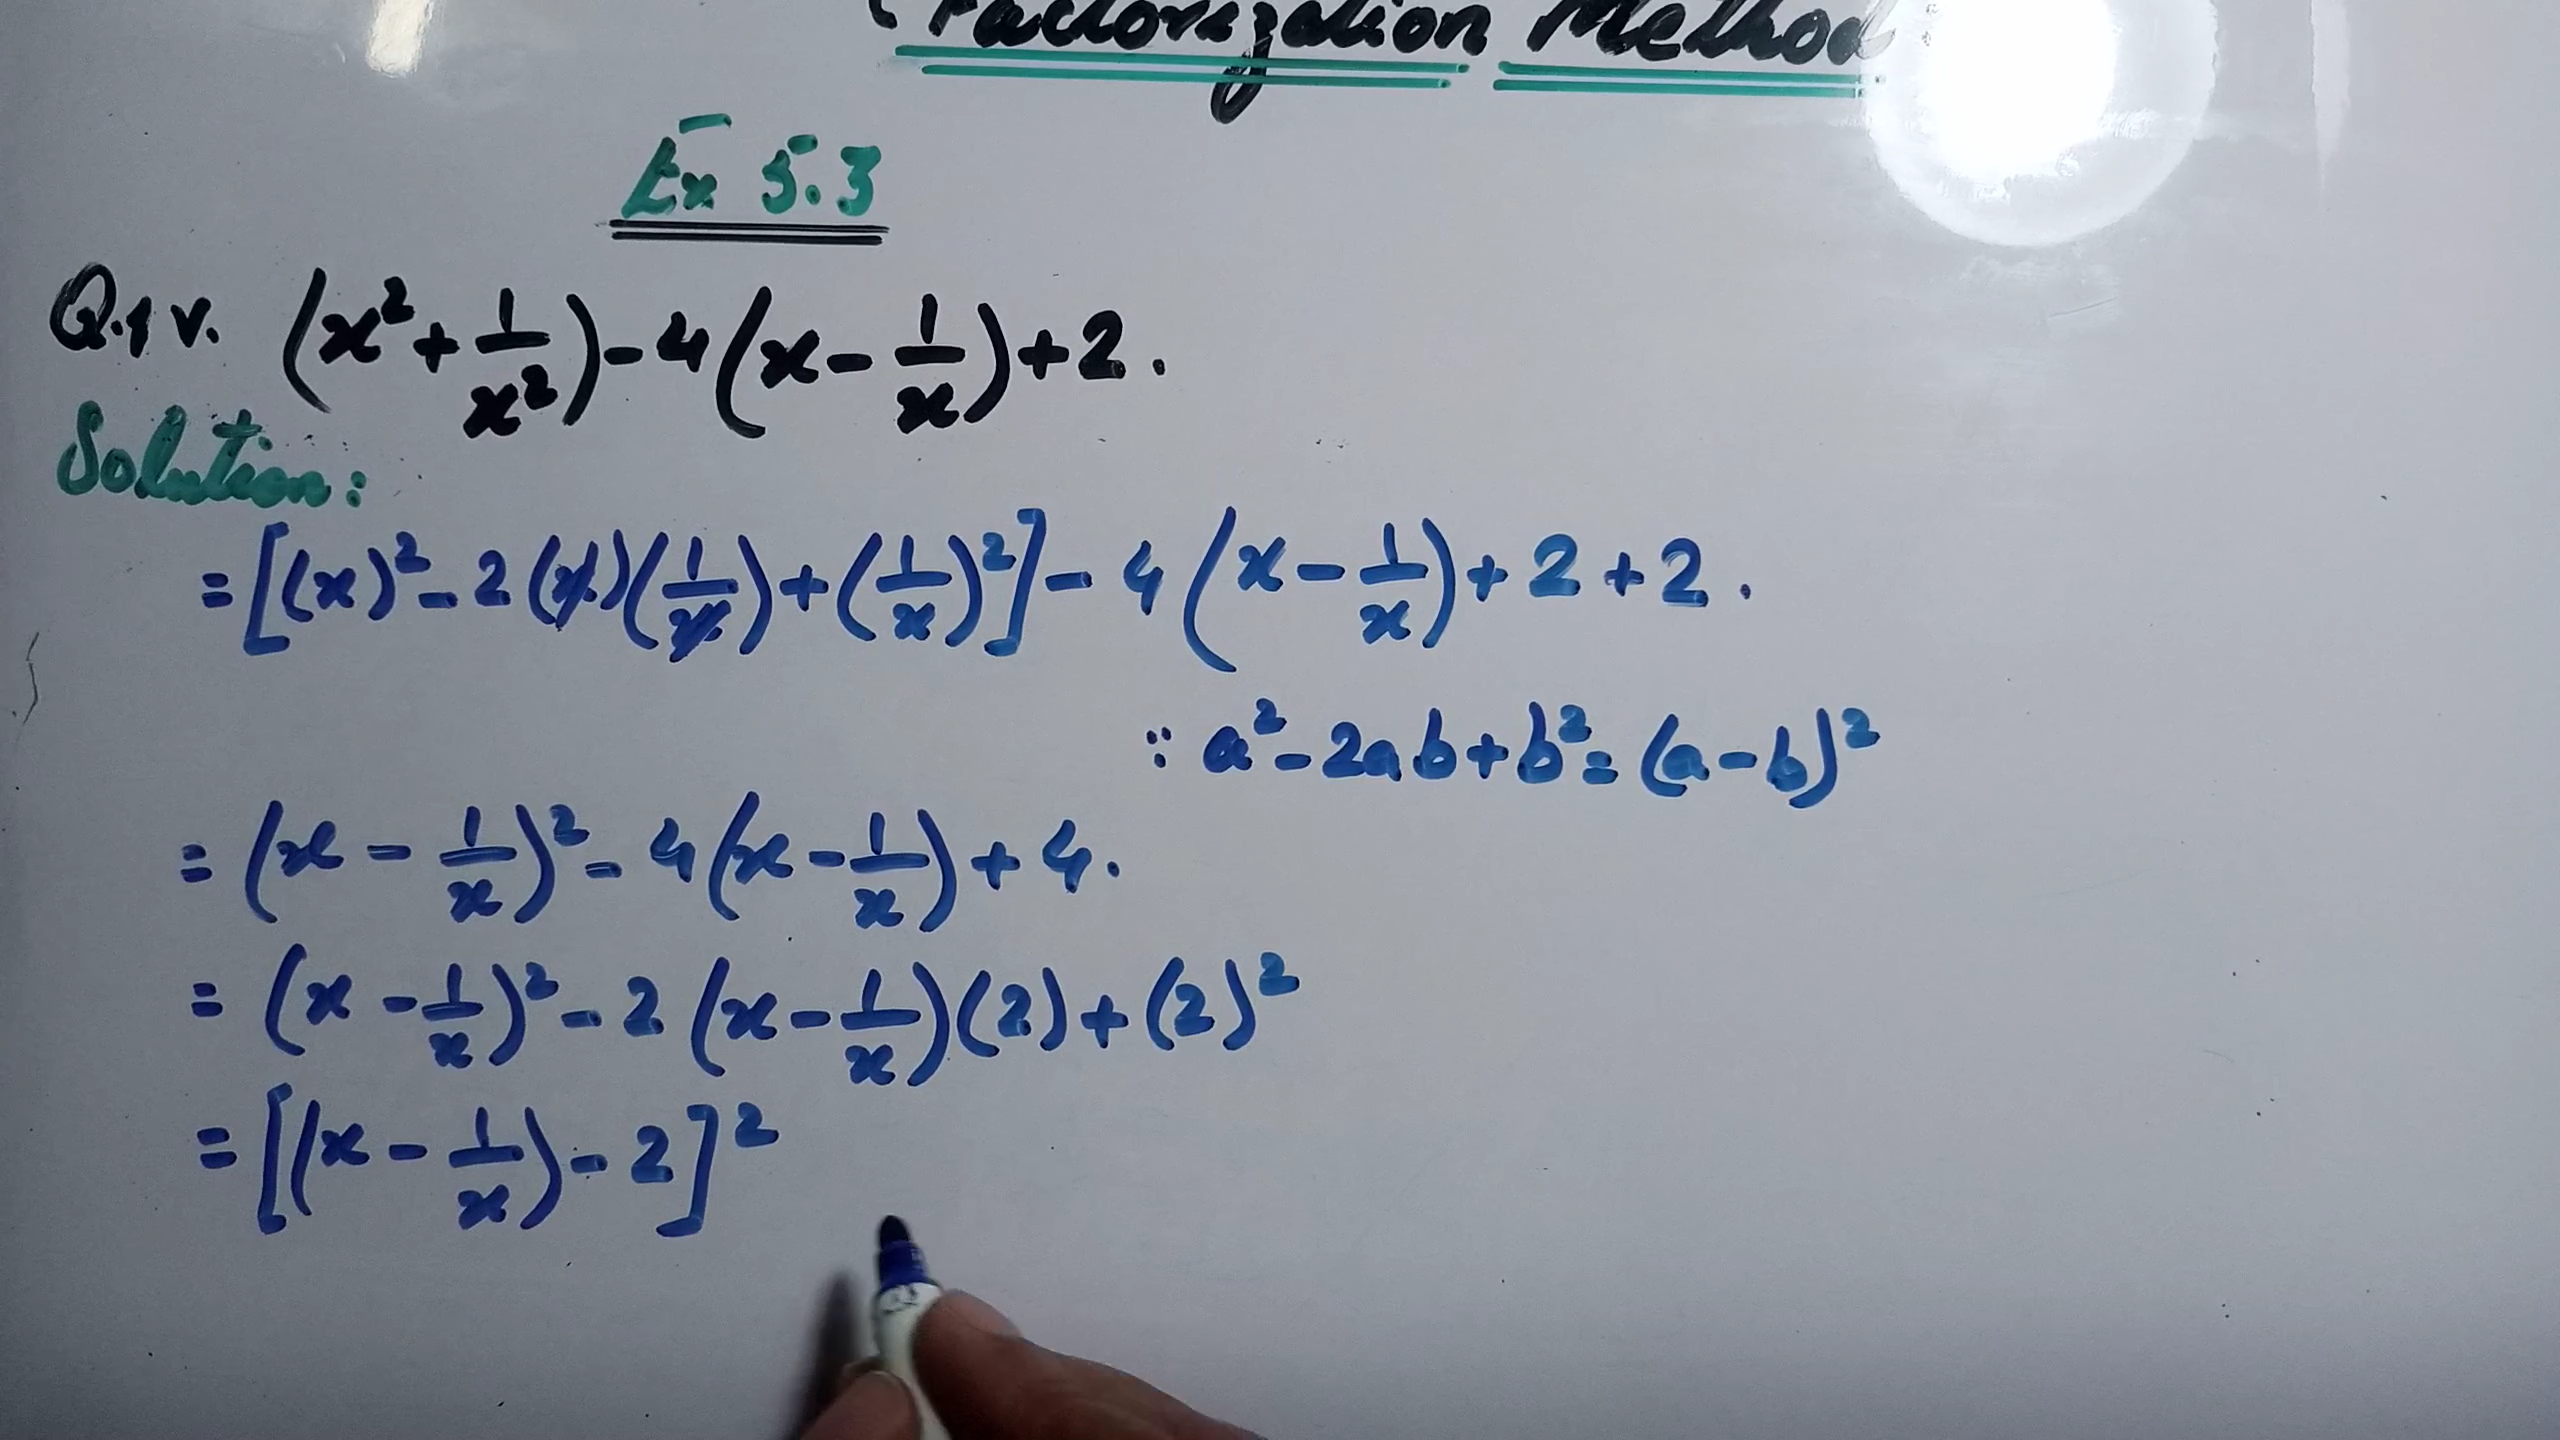 (Factorization Method
Ex 5.3
Q.1 v. (x² + 1/x²) - 4(x - 1/x) + 2.
Solution:
= [(x)² - 2(x)(1/x) + (1/x)²] - 4(x - 1/x) + 2 + 2.
∵ a² - 2ab + b² = (a - b)²
= (x - 1/x)² - 4(x - 1/x) + 4.
= (x - 1/x)² - 2(x - 1/x)(2) + (2)²
= [(x - 1/x) - 2]²